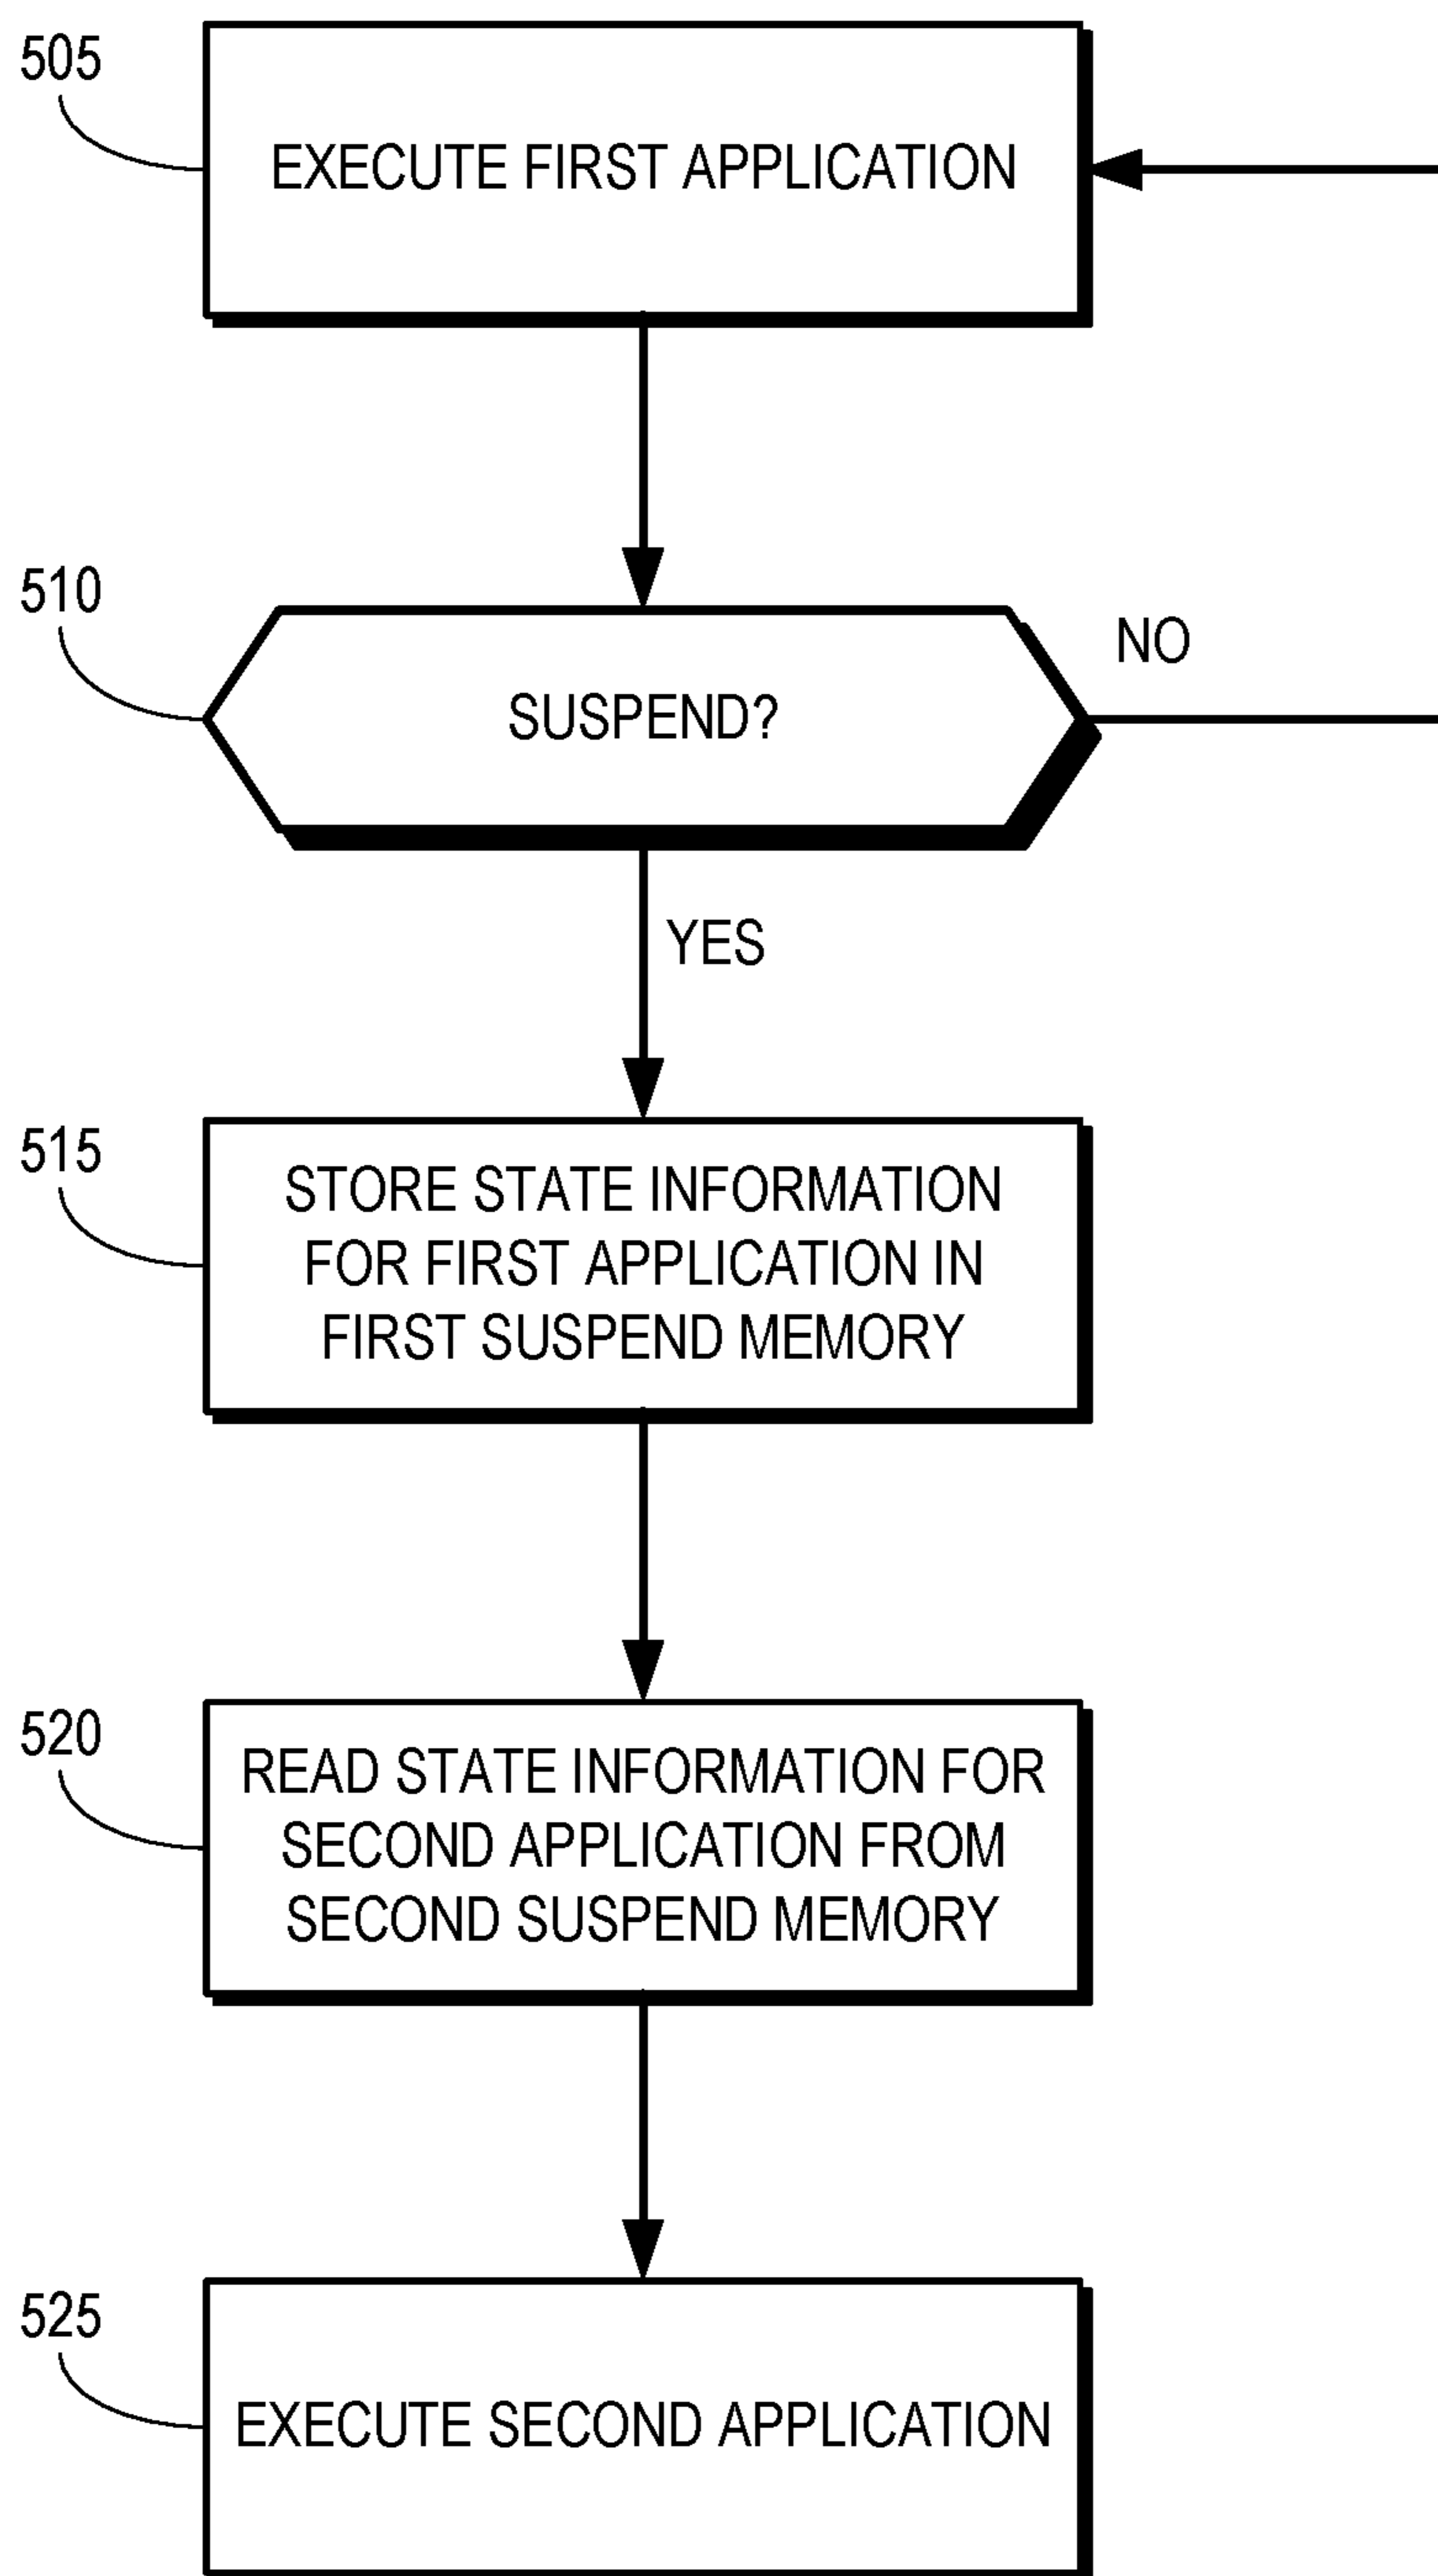 505
EXECUTE FIRST APPLICATION
510
SUSPEND?
NO
YES
515
STORE STATE INFORMATION
FOR FIRST APPLICATION IN
FIRST SUSPEND MEMORY
520
READ STATE INFORMATION FOR
SECOND APPLICATION FROM
SECOND SUSPEND MEMORY
525
EXECUTE SECOND APPLICATION